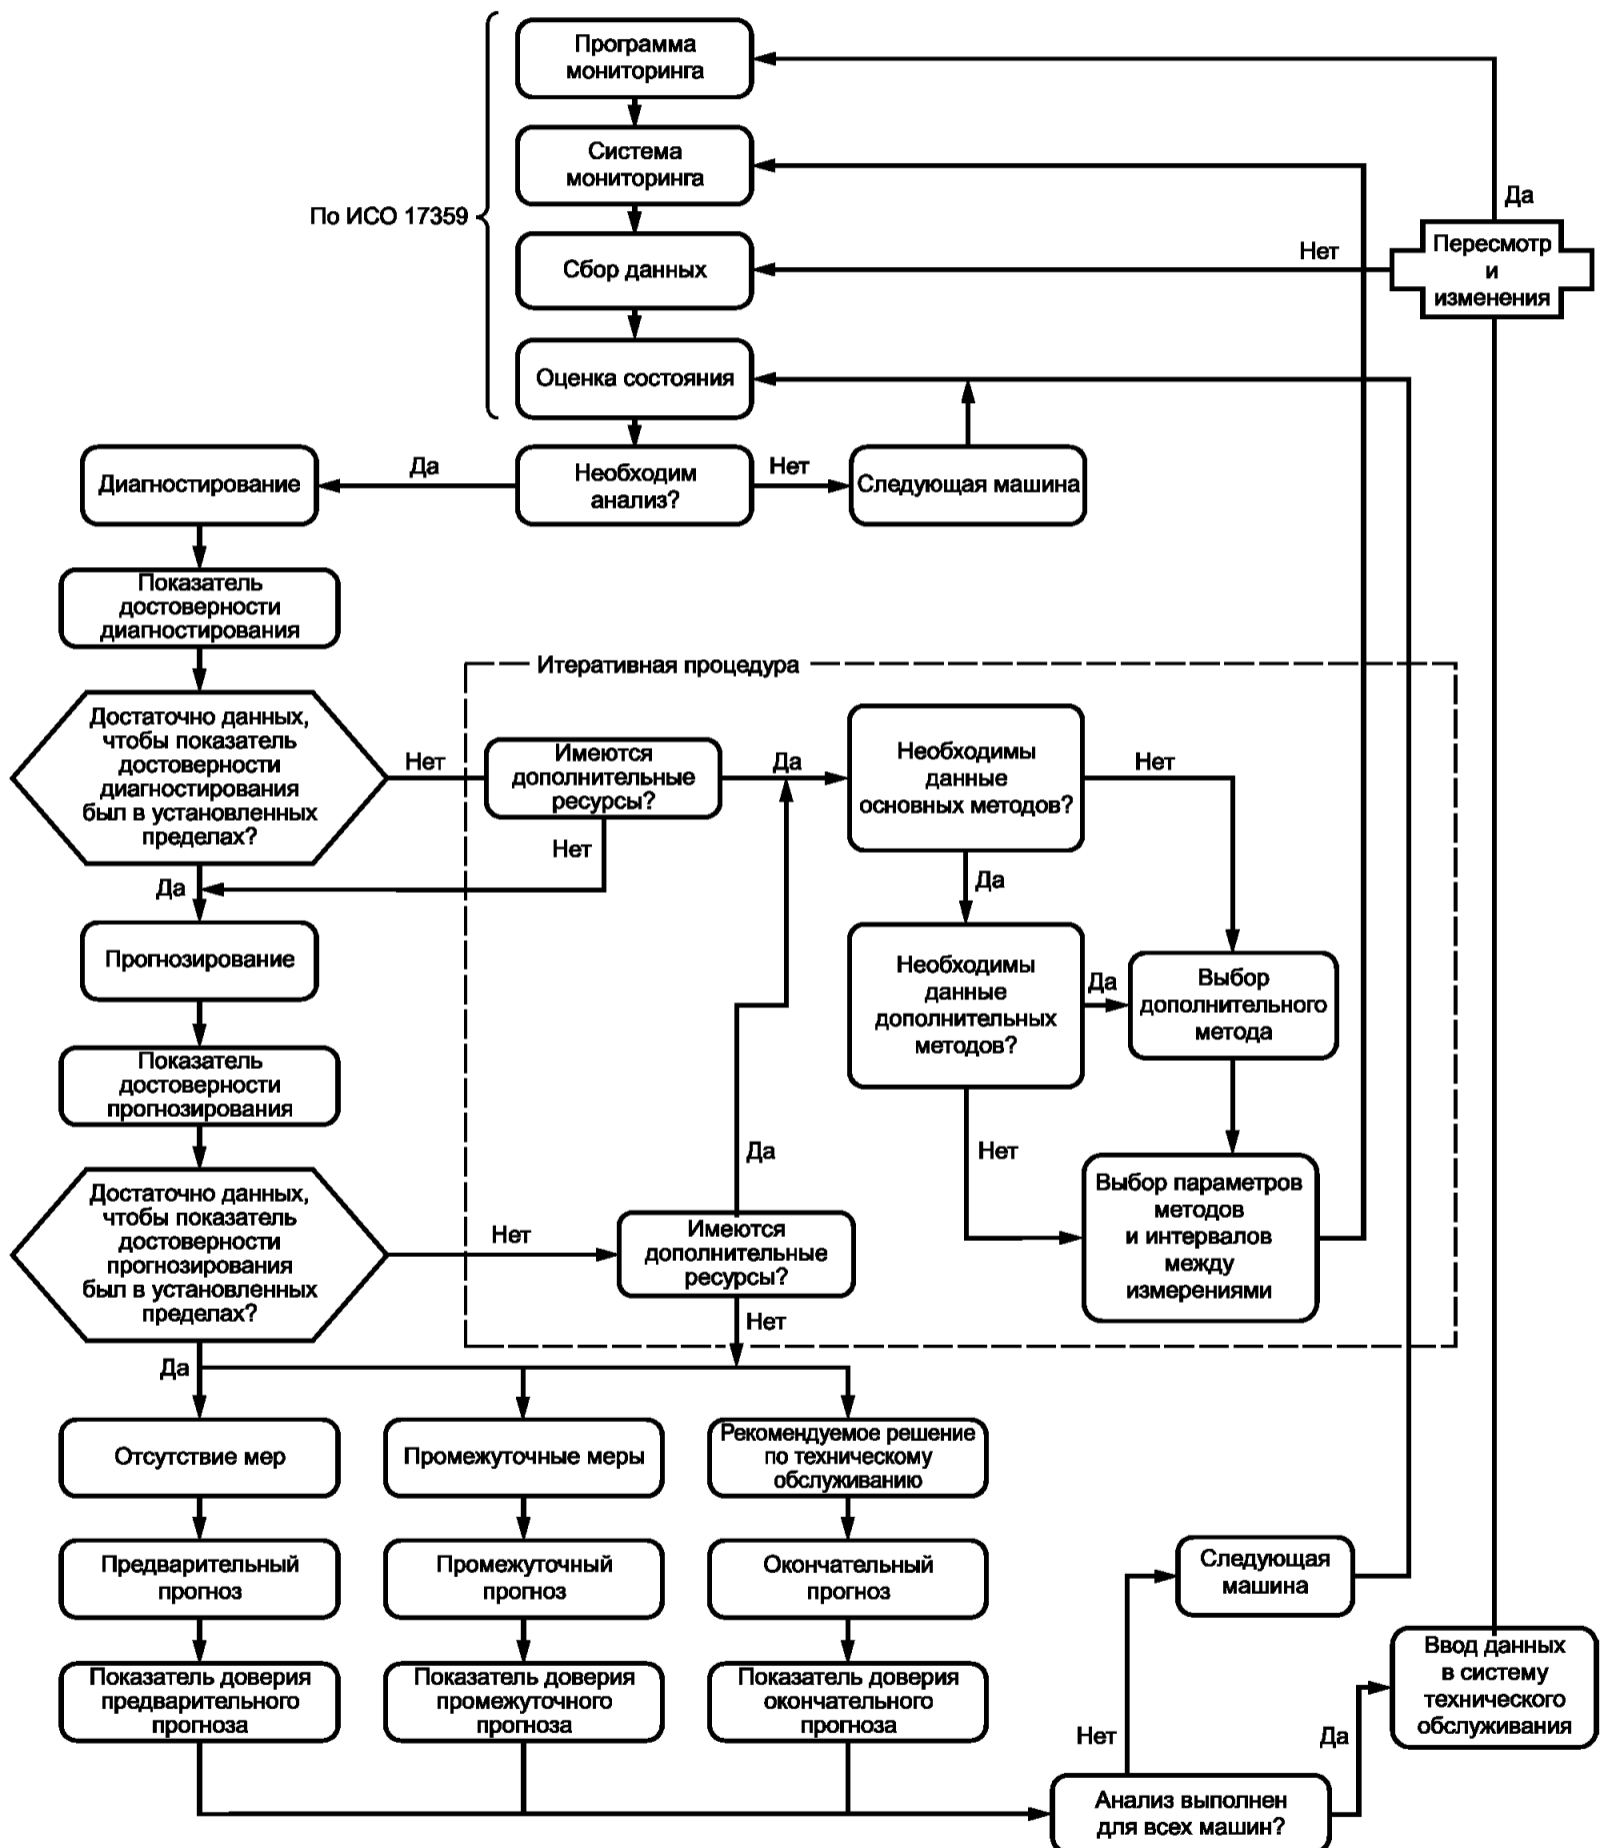 Программа
мониторинга
Система
мониторинга
По ИСО 17359
Да
Нет
Пересмотр
и
изменения
Сбор данных
Оценка состояния
Диагностирование
Да
Необходим
анализ?
Нет
Следующая машина
Показатель
достоверности
диагностирования
Итеративная процедура
Достаточно данных,
чтобы показатель
достоверности
диагностирования
был в установленных
пределах?
Нет
Имеются
дополнительные
ресурсы?
Да
Необходимы
данные
основных методов?
Нет
Нет
Да
Да
Прогнозирование
Необходимы
данные
дополнительных
методов?
Да
Выбор
дополнительного
метода
Показатель
достоверности
прогнозирования
Да
Нет
Достаточно данных,
чтобы показатель
достоверности
прогнозирования
был в установленных
пределах?
Нет
Имеются
дополнительные
ресурсы?
Выбор параметров
методов
и интервалов
между
измерениями
Нет
Да
Отсутствие мер
Промежуточные меры
Рекомендуемое решение
по техническому
обслуживанию
Предварительный
прогноз
Промежуточный
прогноз
Окончательный
прогноз
Следующая
машина
Показатель доверия
предварительного
прогноза
Показатель доверия
промежуточного
прогноза
Показатель доверия
окончательного
прогноза
Ввод данных
в систему
технического
обслуживания
Нет
Да
Анализ выполнен
для всех машин?